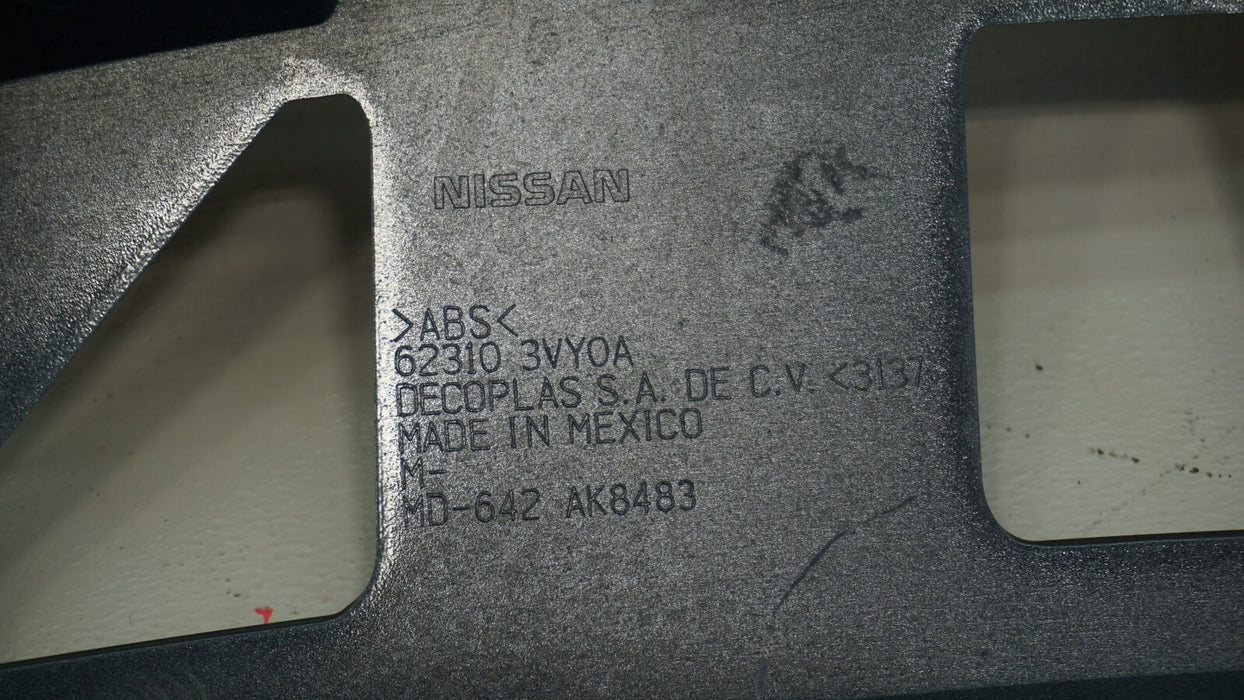 NISSAN
>ABS<
62310 3VY0A
DECOPLAS S.A. DE C.V. <3137
MADE IN MEXICO
M-
MD-642 AK8483